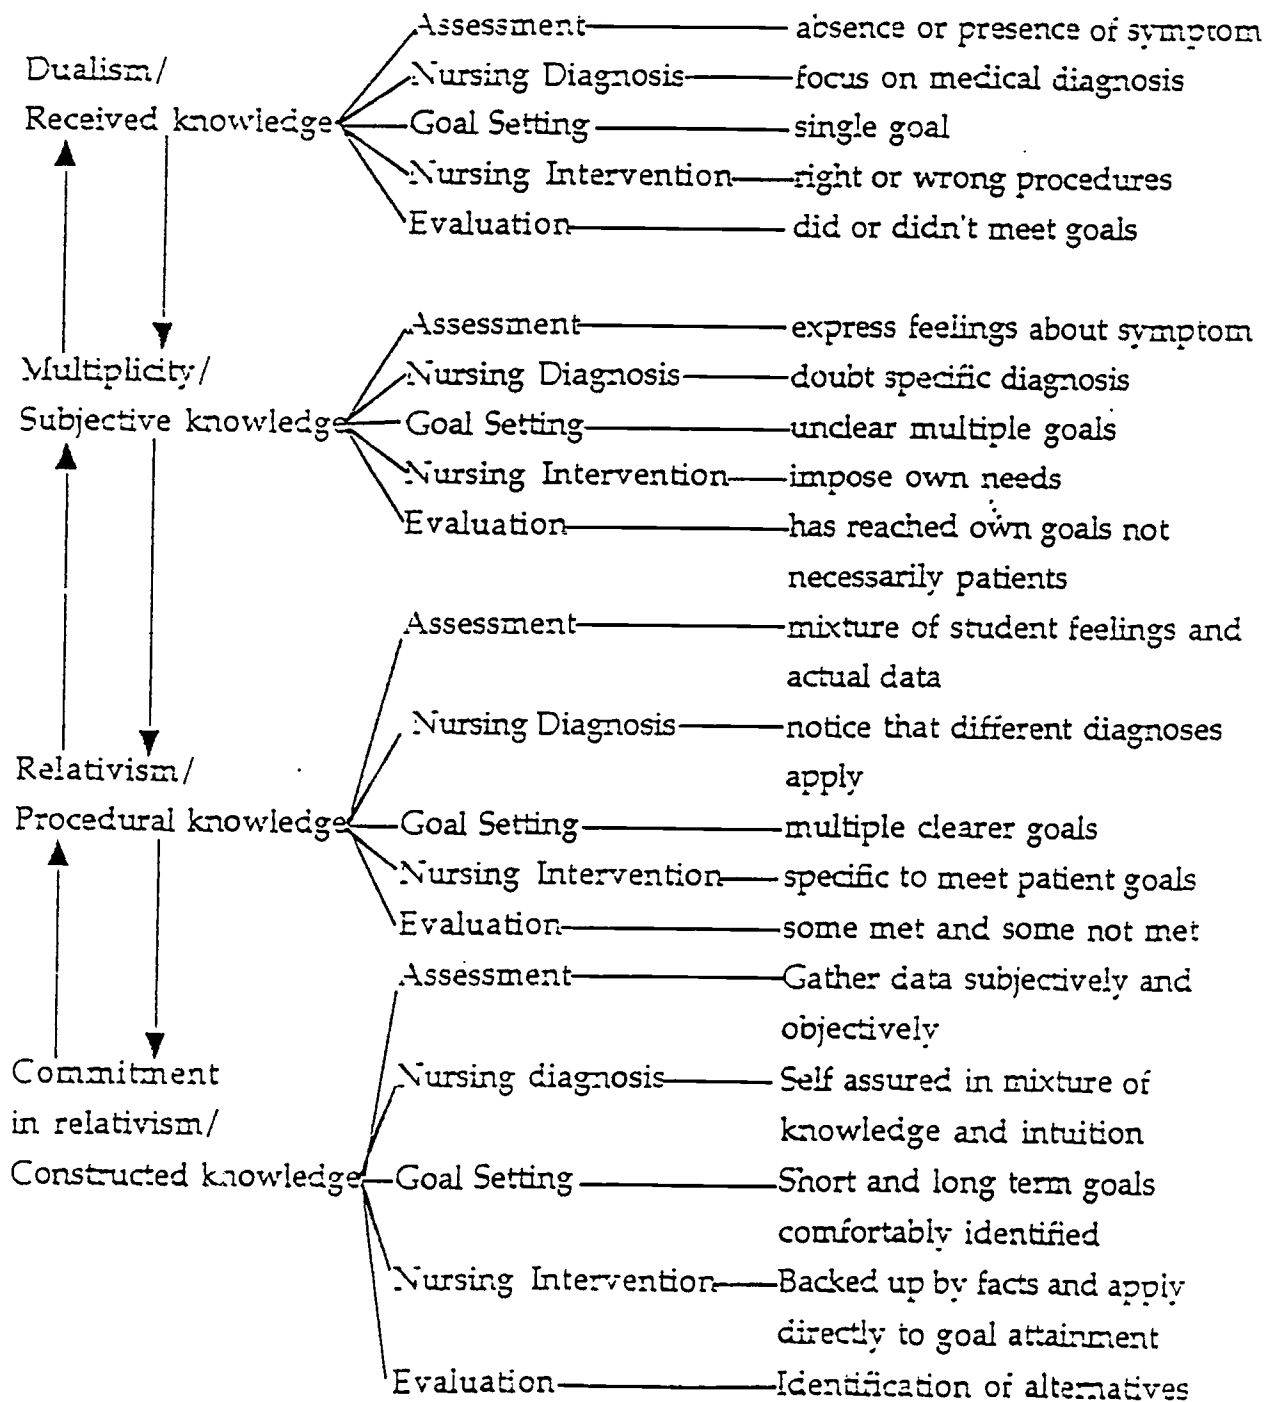 Assessment absence or presence of symptom
Dualism/
Nursing Diagnosis focus on medical diagnosis
Received knowledge Goal Setting single goal
Nursing Intervention right or wrong procedures
Evaluation did or didn't meet goals
Assessment express feelings about symptom
Multiplicity/
Nursing Diagnosis doubt specific diagnosis
Subjective knowledge Goal Setting unclear multiple goals
Nursing Intervention impose own needs
Evaluation has reached own goals not
necessarily patients
Assessment mixture of student feelings and
actual data
Nursing Diagnosis notice that different diagnoses
Relativism/ apply
Procedural knowledge Goal Setting multiple clearer goals
Nursing Intervention specific to meet patient goals
Evaluation some met and some not met
Assessment Gather data subjectively and
objectively
Commitment Nursing diagnosis Self assured in mixture of
in relativism/ knowledge and intuition
Constructed knowledge Goal Setting Short and long term goals
comfortably identified
Nursing Intervention Backed up by facts and apply
directly to goal attainment
Evaluation Identification of alternatives